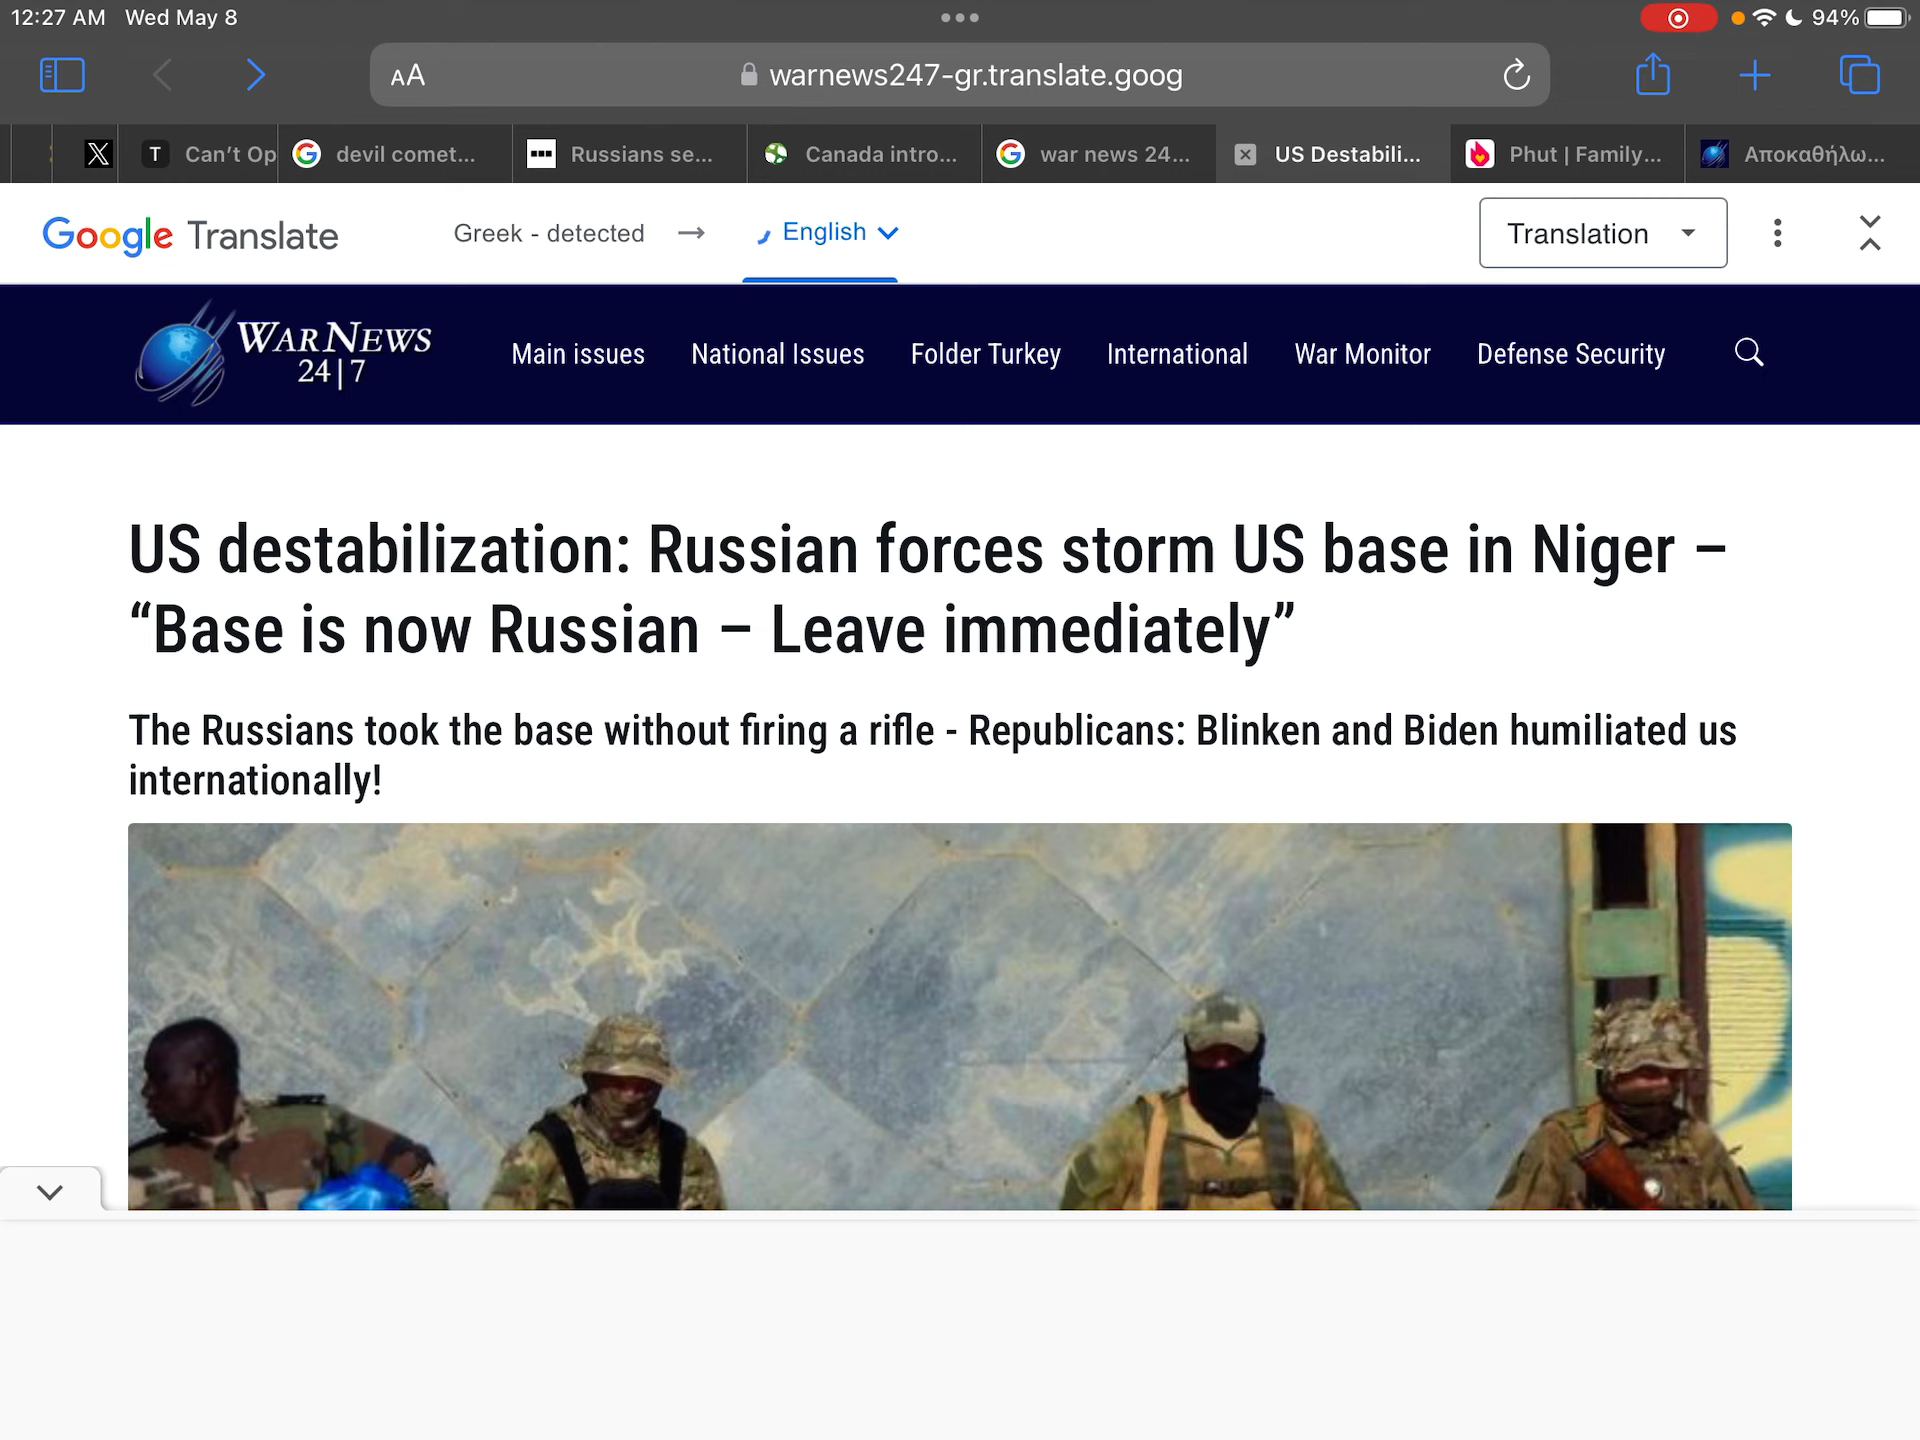 12:27 AM Wed May 8
94%
AA
warnews247-gr.translate.goog
T
Can't Op
devil comet...
Russians se...
Canada intro...
war news 24...
US Destabili...
Phut | Family...
Αποκαθήλω...
Google Translate
Greek - detected → English
Translation
WARNEWS
24|7
Main issues
National Issues
Folder Turkey
International
War Monitor
Defense Security
US destabilization: Russian forces storm US base in Niger –
“Base is now Russian – Leave immediately”
The Russians took the base without firing a rifle - Republicans: Blinken and Biden humiliated us
internationally!